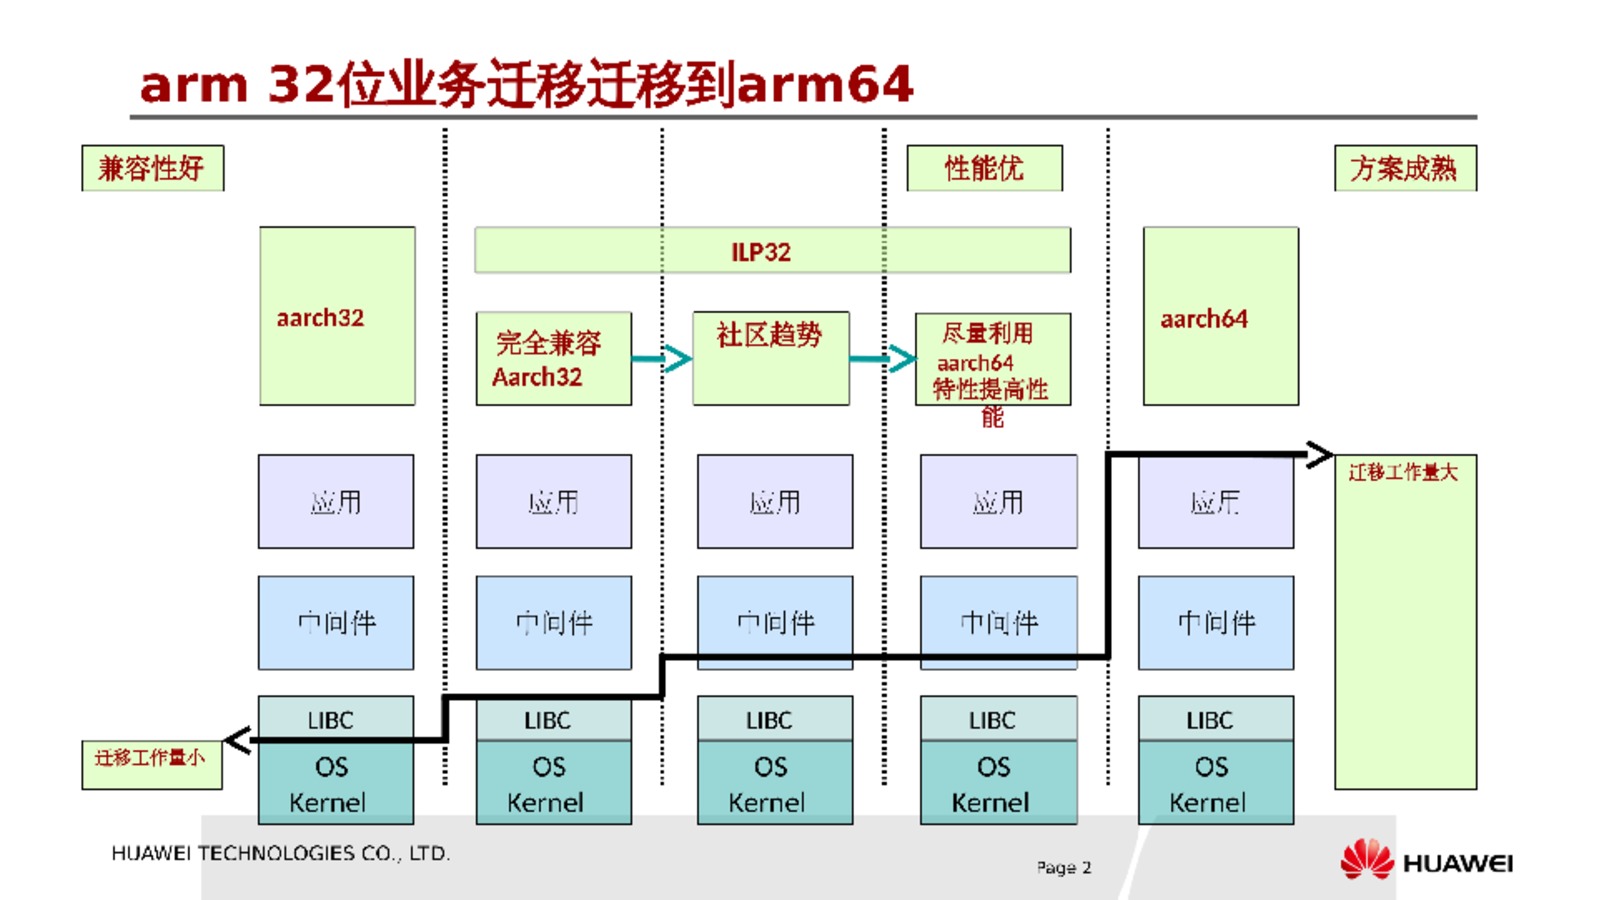 arm 32位业务迁移迁移到arm64
兼容性好
性能优
方案成熟
aarch32
ILP32
aarch64
完全兼容
Aarch32
社区趋势
尽量利用
aarch64
特性提高性
能
迁移工作量大
应用
应用
应用
应用
应用
中间件
中间件
中间件
中间件
中间件
LIBC
LIBC
LIBC
LIBC
LIBC
迁移工作量小
OS
Kernel
OS
Kernel
OS
Kernel
OS
Kernel
OS
Kernel
HUAWEI TECHNOLOGIES CO., LTD.
Page 2
HUAWEI